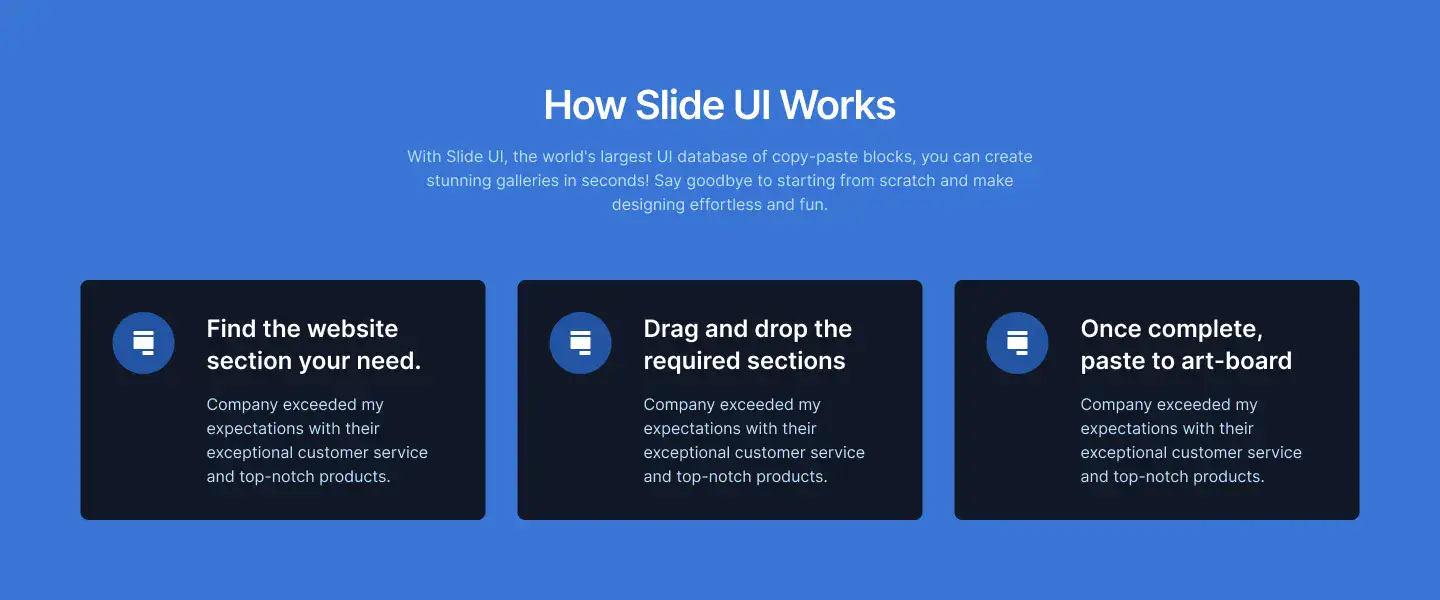 How Slide UI Works
With Slide UI, the world's largest UI database of copy-paste blocks, you can create
stunning galleries in seconds! Say goodbye to starting from scratch and make
designing effortless and fun.
Find the website
section your need.
Company exceeded my
expectations with their
exceptional customer service
and top-notch products.
Drag and drop the
required sections
Company exceeded my
expectations with their
exceptional customer service
and top-notch products.
Once complete,
paste to art-board
Company exceeded my
expectations with their
exceptional customer service
and top-notch products.